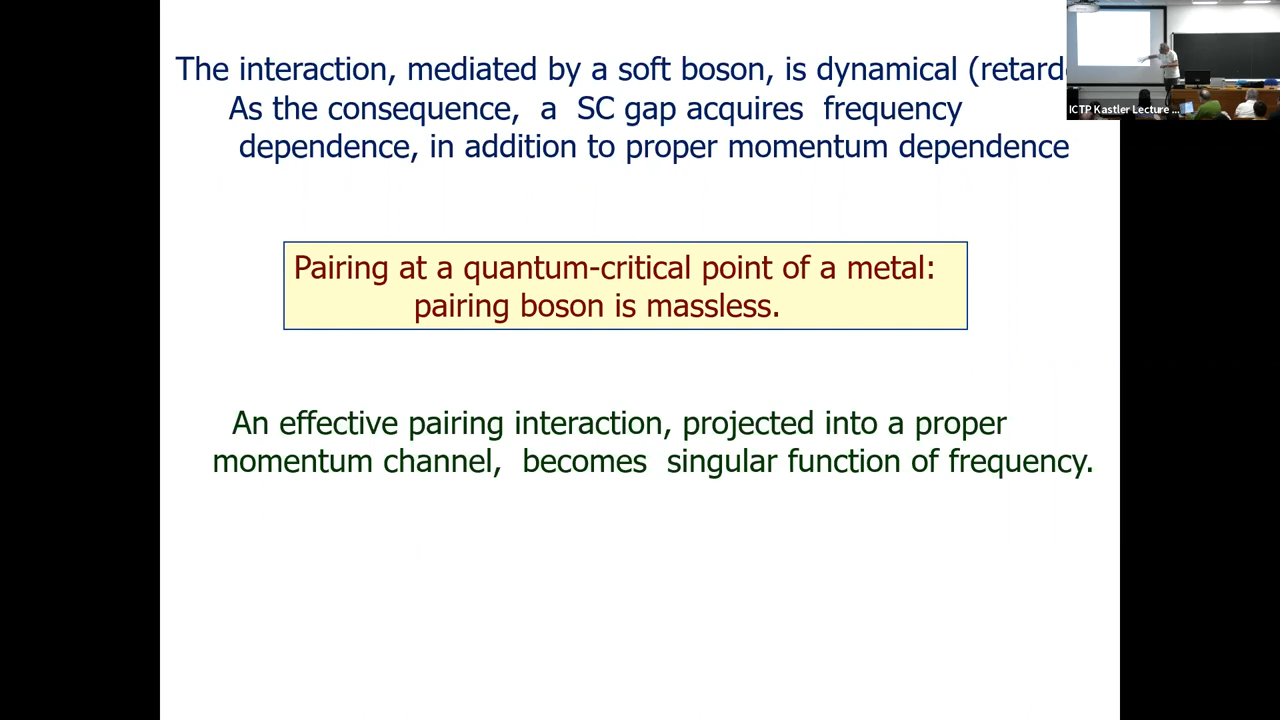 The interaction, mediated by a soft boson, is dynamical (retard
As the consequence, a SC gap acquires frequency
dependence, in addition to proper momentum dependence
Pairing at a quantum-critical point of a metal:
pairing boson is massless.
An effective pairing interaction, projected into a proper
momentum channel, becomes singular function of frequency.
ICTP Kastler Lecture ...